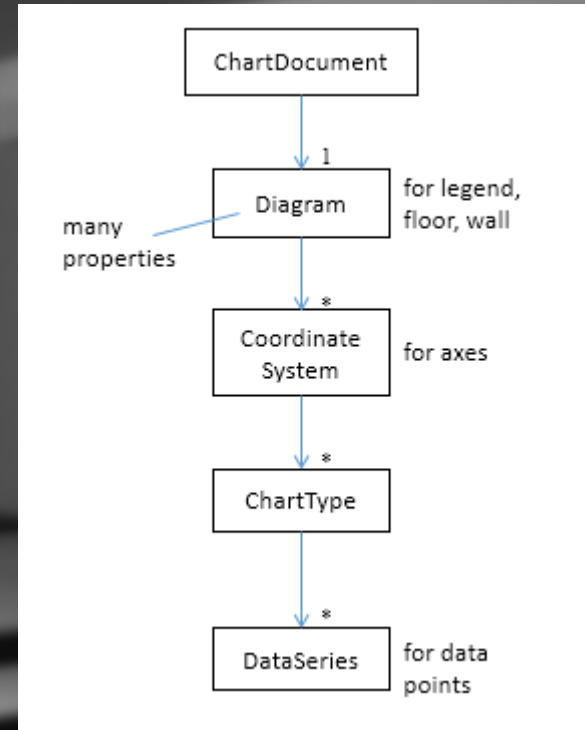 ChartDocument
1
Diagram
for legend,
floor, wall
many
properties
*
Coordinate
System
for axes
*
ChartType
*
DataSeries
for data
points